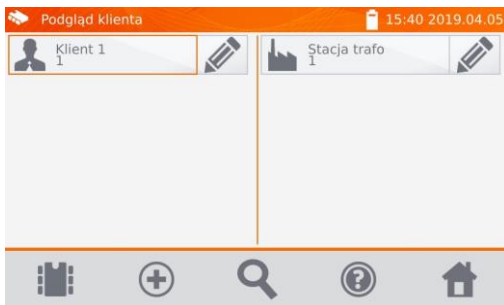 Podgląd klienta
15:40 2019.04.05
Klient 1
1
Stacja trafo
1